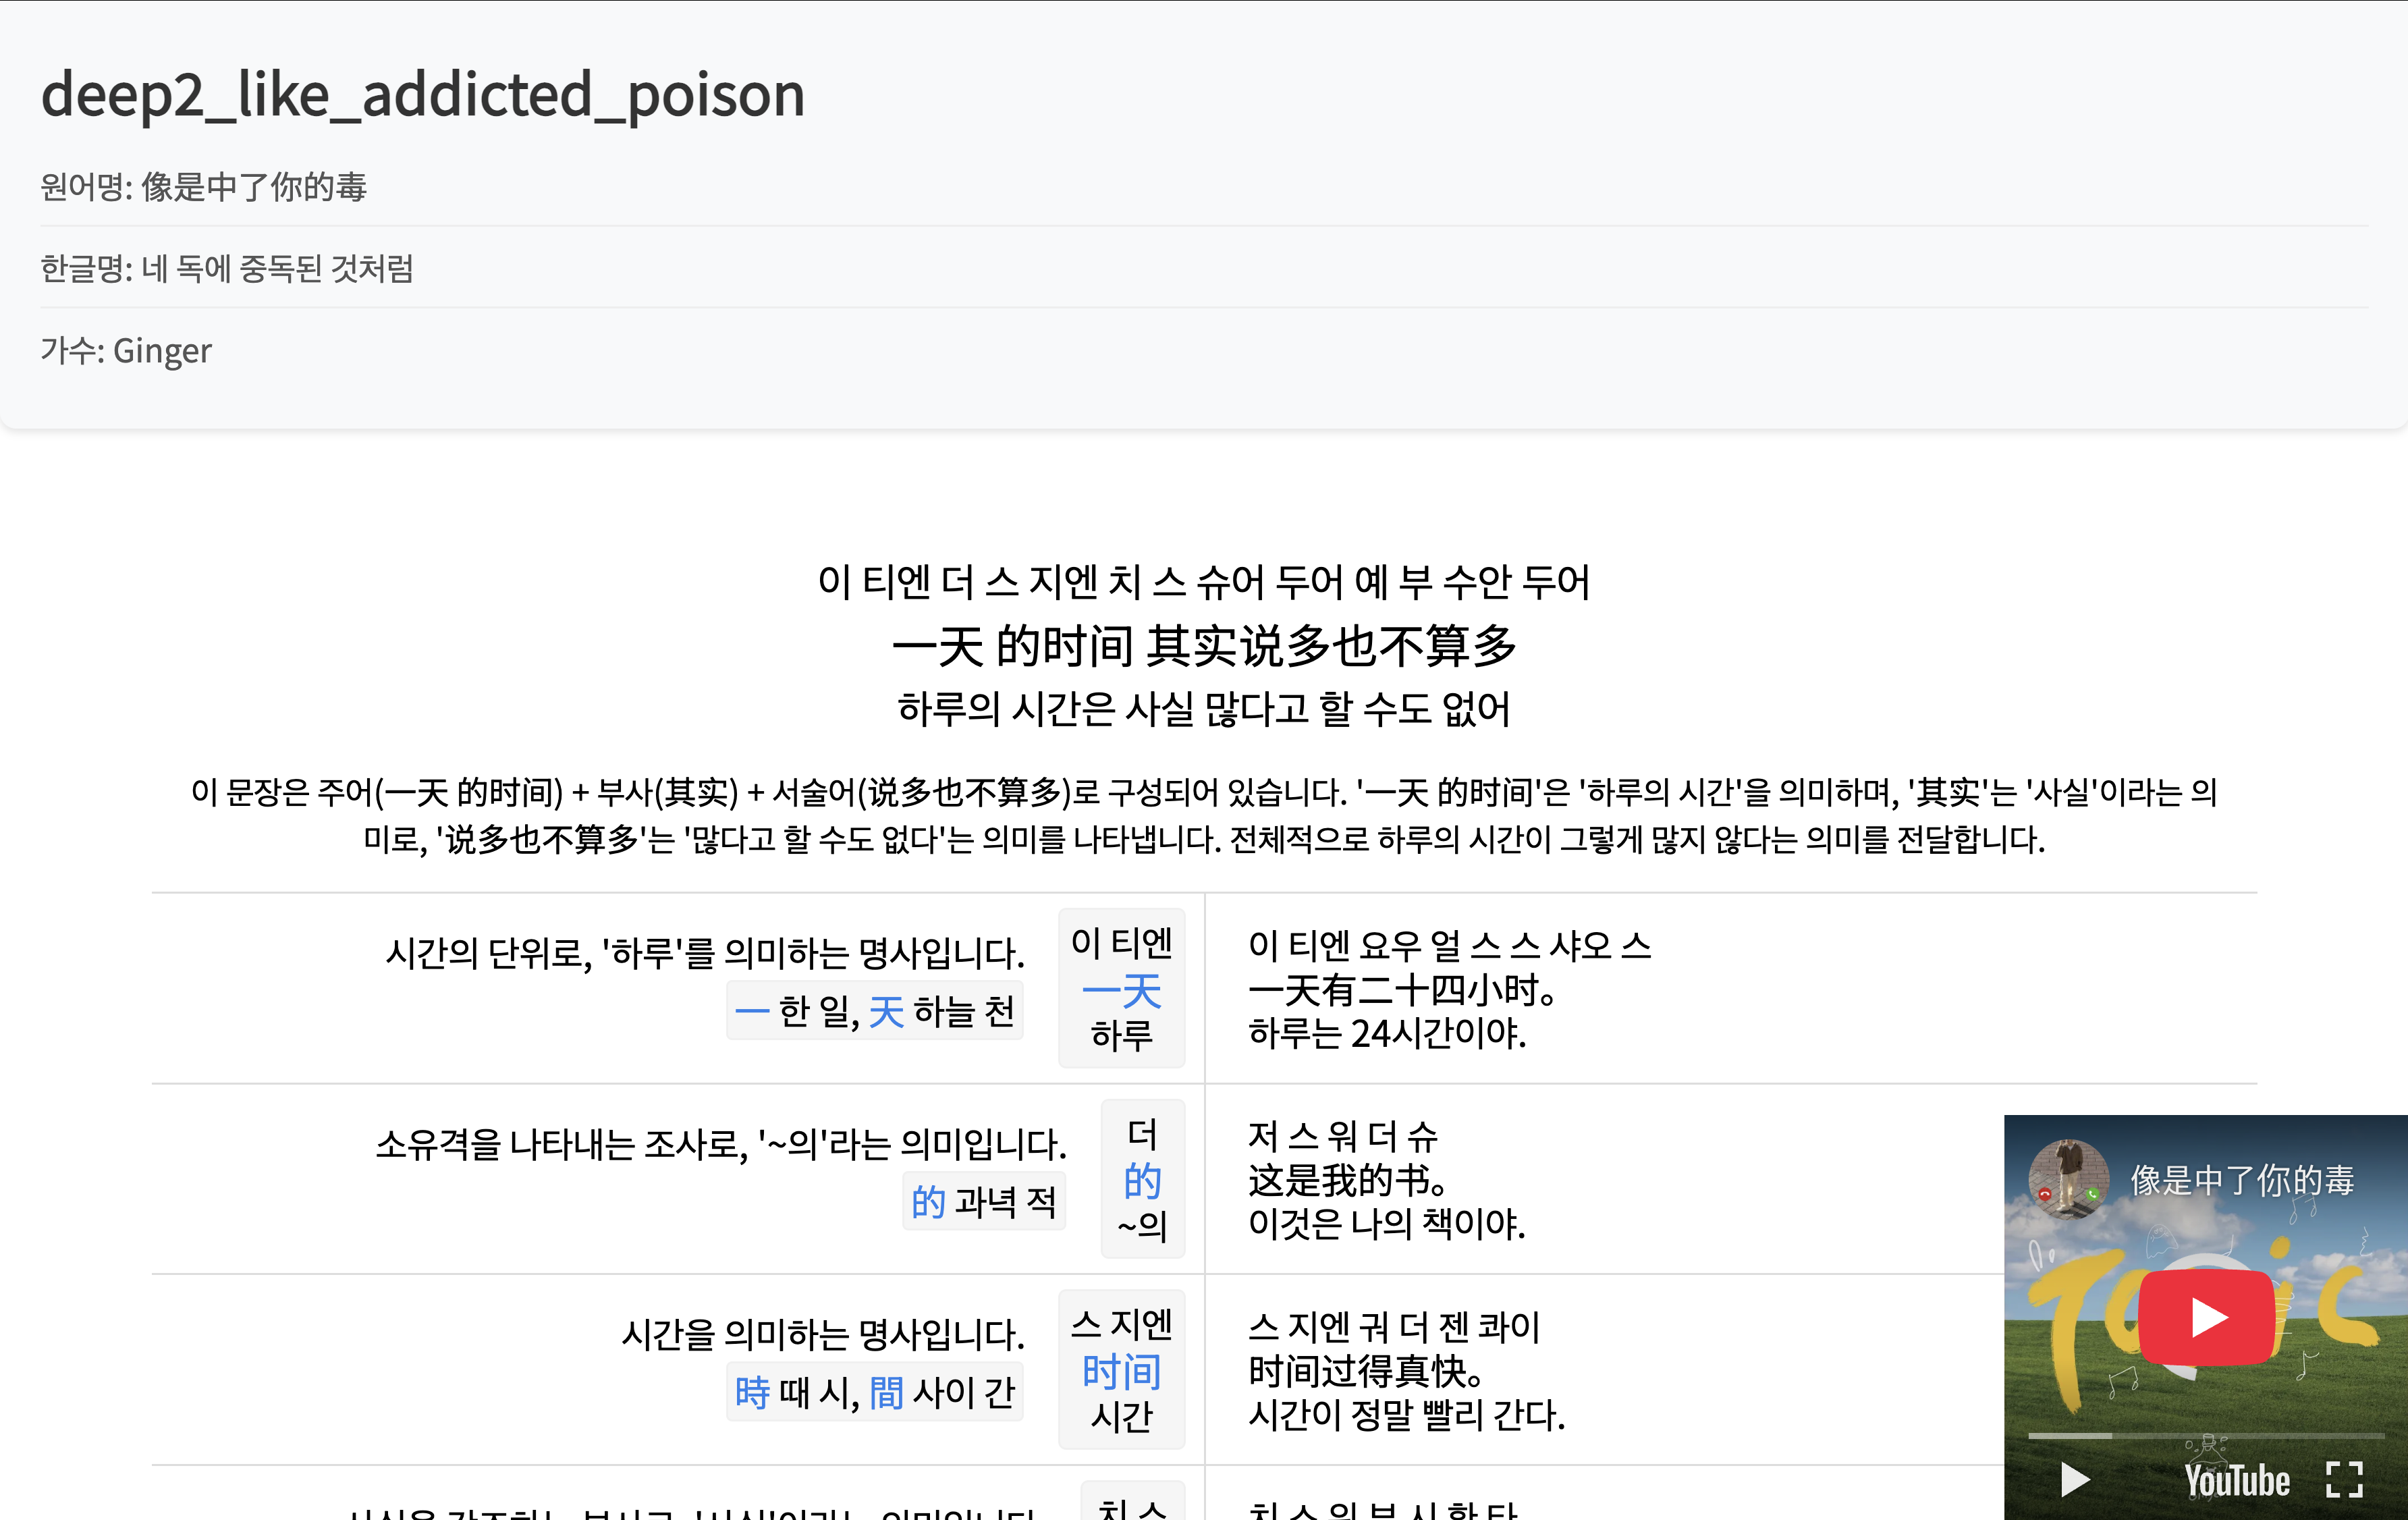 deep2_like_addicted_poison
원어명: 像是中了你的毒
한글명: 네 독에 중독된 것처럼
가수: Ginger
이 티엔 더 스 지엔 치 스 슈어 두어 예 부 수안 두어
一天 的时间 其实说多也不算多
하루의 시간은 사실 많다고 할 수도 없어
이 문장은 주어(一天 的时间) + 부사(其实) + 서술어(说多也不算多)로 구성되어 있습니다. '一天 的时间'은 '하루의 시간'을 의미하며, '其实'는 '사실'이라는 의
미로, '说多也不算多'는 '많다고 할 수도 없다'는 의미를 나타냅니다. 전체적으로 하루의 시간이 그렇게 많지 않다는 의미를 전달합니다.
시간의 단위로, '하루'를 의미하는 명사입니다.
一 한 일, 天 하늘 천
이 티엔
一天
하루
이 티엔 요우 얼 스 스 샤오 스
一天有二十四小时。
하루는 24시간이야.
소유격을 나타내는 조사로, '~의'라는 의미입니다.
的 과녁 적
더
的
~의
저 스 워 더 슈
这是我的书。
이것은 나의 책이야.
시간을 의미하는 명사입니다.
時 때 시, 間 사이 간
스 지엔
时间
시간
스 지엔 궈 더 젠 콰이
时间过得真快。
시간이 정말 빨리 간다.
치 스
像是中了你的毒
Toxic
YouTube